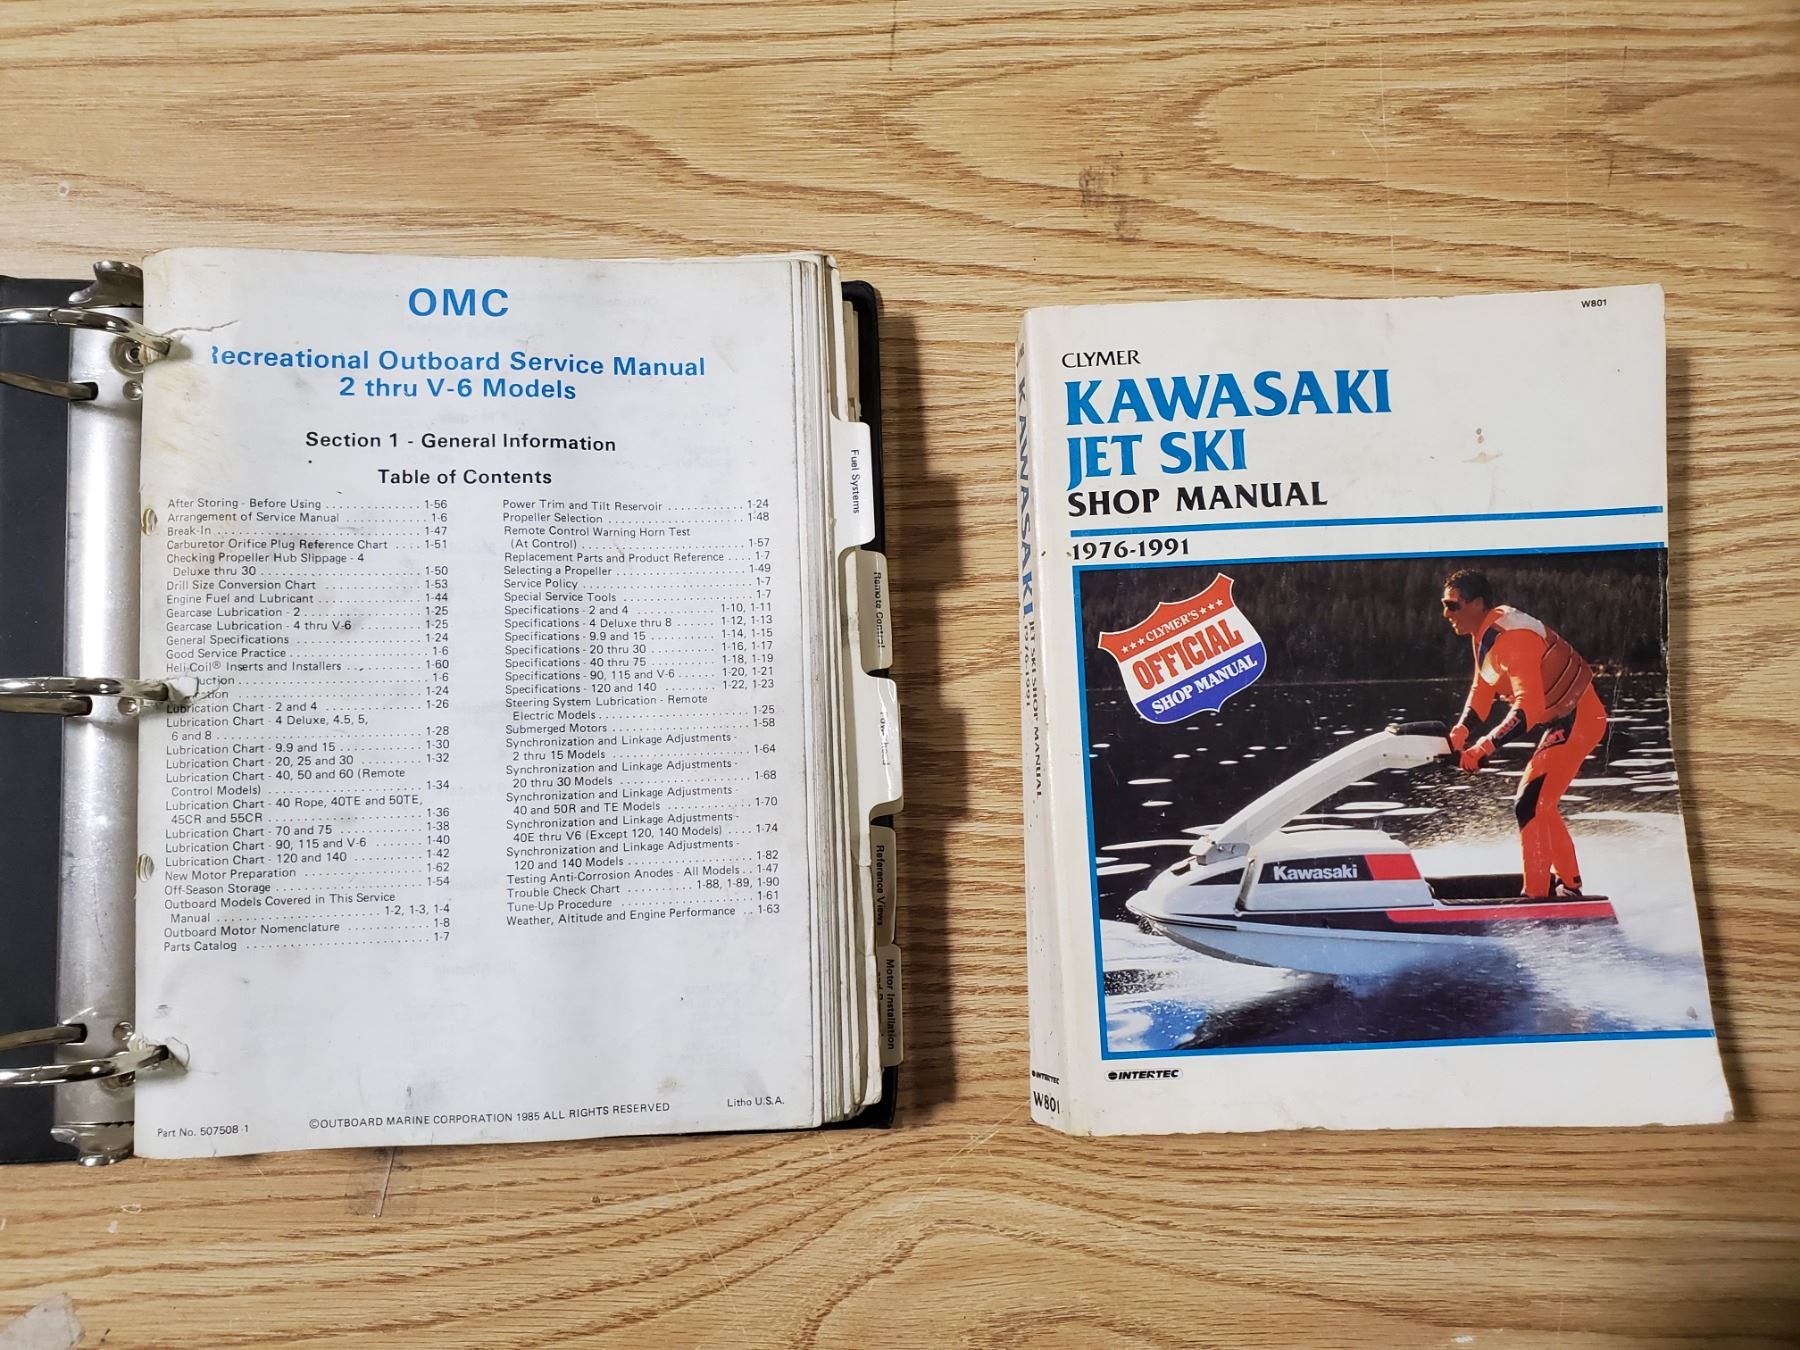 OMC
Recreational Outboard Service Manual
2 thru V-6 Models
Section 1 - General Information
Table of Contents
After Storing - Before Using . . . . . . . . . . . . 1-56
Arrangement of Service Manual . . . . . . . . . . 1-6
Break-In . . . . . . . . . . . . . . . . . . . . . . . . 1-47
Carburetor Orifice Plug Reference Chart . . . . 1-51
Checking Propeller Hub Slippage - 4
Deluxe thru 30 . . . . . . . . . . . . . . . . . . . 1-50
Drill Size Conversion Chart . . . . . . . . . . . . 1-53
Engine Fuel and Lubricant . . . . . . . . . . . . . 1-44
Gearcase Lubrication - 2 . . . . . . . . . . . . . . 1-25
Gearcase Lubrication - 4 thru V-6 . . . . . . . . 1-25
General Specifications . . . . . . . . . . . . . . . 1-24
Good Service Practice . . . . . . . . . . . . . . . . 1-6
Heli-Coil® Inserts and Installers . . . . . . . . . 1-60
uction . . . . . . . . . . . . . . . . . . . . . . . 1-6
. . . . . . . . . . . . . . . . . . . . . . . 1-24
Lubrication Chart - 2 and 4 . . . . . . . . . . . . 1-26
Lubrication Chart - 4 Deluxe, 4.5, 5,
6 and 8 . . . . . . . . . . . . . . . . . . . . . . . 1-28
Lubrication Chart - 9.9 and 15 . . . . . . . . . . 1-30
Lubrication Chart - 20, 25 and 30 . . . . . . . . 1-32
Lubrication Chart - 40, 50 and 60 (Remote
Control Models) . . . . . . . . . . . . . . . . . . 1-34
Lubrication Chart - 40 Rope, 40TE and 50TE,
45CR and 55CR . . . . . . . . . . . . . . . . . . 1-36
Lubrication Chart - 70 and 75 . . . . . . . . . . . 1-38
Lubrication Chart - 90, 115 and V-6 . . . . . . . 1-40
Lubrication Chart - 120 and 140 . . . . . . . . . 1-42
New Motor Preparation . . . . . . . . . . . . . . . 1-62
Off-Season Storage . . . . . . . . . . . . . . . . . 1-54
Outboard Models Covered in This Service
Manual . . . . . . . . . . . . . . . . . 1-2, 1-3, 1-4
Outboard Motor Nomenclature . . . . . . . . . . 1-8
Parts Catalog . . . . . . . . . . . . . . . . . . . . . 1-7
Power Trim and Tilt Reservoir . . . . . . . . . . . 1-24
Propeller Selection . . . . . . . . . . . . . . . . . 1-48
Remote Control Warning Horn Test
(At Control) . . . . . . . . . . . . . . . . . . . . 1-57
Replacement Parts and Product Reference . . . . 1-7
Selecting a Propeller . . . . . . . . . . . . . . . . 1-49
Service Policy . . . . . . . . . . . . . . . . . . . . 1-7
Special Service Tools . . . . . . . . . . . . . . . . 1-7
Specifications - 2 and 4 . . . . . . . . . . . 1-10, 1-11
Specifications - 4 Deluxe thru 8 . . . . . . 1-12, 1-13
Specifications - 9.9 and 15 . . . . . . . . . 1-14, 1-15
Specifications - 20 thru 30 . . . . . . . . . 1-16, 1-17
Specifications - 40 thru 75 . . . . . . . . . 1-18, 1-19
Specifications - 90, 115 and V-6 . . . . . . 1-20, 1-21
Specifications - 120 and 140 . . . . . . . . 1-22, 1-23
Steering System Lubrication - Remote
Electric Models . . . . . . . . . . . . . . . . . . 1-25
Submerged Motors . . . . . . . . . . . . . . . . . 1-58
Synchronization and Linkage Adjustments -
2 thru 15 Models . . . . . . . . . . . . . . . . . 1-64
Synchronization and Linkage Adjustments -
20 thru 30 Models . . . . . . . . . . . . . . . . 1-68
Synchronization and Linkage Adjustments -
40 and 50R and TE Models . . . . . . . . . . . 1-70
Synchronization and Linkage Adjustments -
40E thru V6 (Except 120, 140 Models) . . . . 1-74
Synchronization and Linkage Adjustments -
120 and 140 Models . . . . . . . . . . . . . . . 1-82
Testing Anti-Corrosion Anodes - All Models . . 1-47
Trouble Check Chart . . . . . . . . . 1-88, 1-89, 1-90
Tune-Up Procedure . . . . . . . . . . . . . . . . . 1-61
Weather, Altitude and Engine Performance . . 1-63
Part No. 507508-1
©OUTBOARD MARINE CORPORATION 1985 ALL RIGHTS RESERVED
Litho U.S.A.
Fuel Systems
Remote Control
Reference Views
Motor Installation
W801
CLYMER
KAWASAKI
JET SKI
SHOP MANUAL
1976-1991
CLYMER'S
OFFICIAL
SHOP MANUAL
Kawasaki
INTERTEC
KAWASAKI JET SKI SHOP MANUAL
1976-1991
INTERTEC
W801